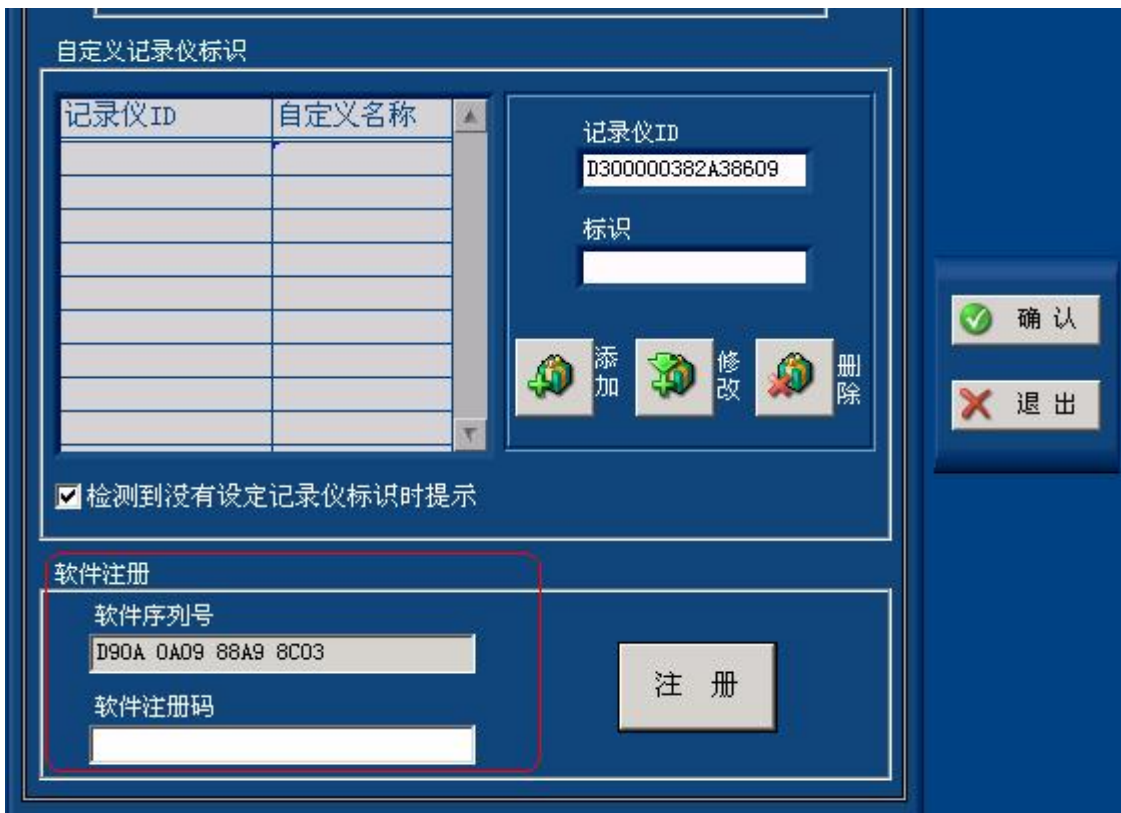 自定义记录仪标识
记录仪ID 自定义名称
记录仪ID
D300000382A38609
标识
添加 修改 删除
确 认
退 出
检测到没有设定记录仪标识时提示
软件注册
软件序列号
D90A 0A09 88A9 8C03
软件注册码
注 册